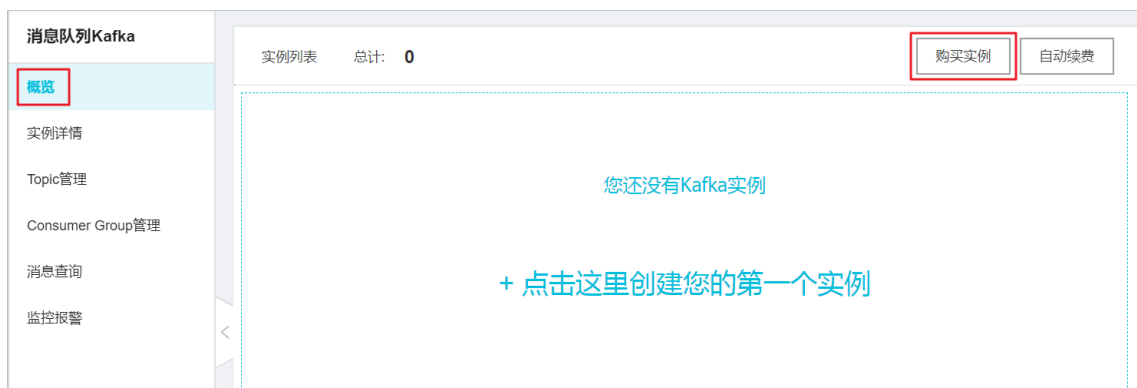 消息队列Kafka
概览
实例详情
Topic管理
Consumer Group管理
消息查询
监控报警
实例列表 总计: 0 购买实例 自动续费
您还没有Kafka实例
+ 点击这里创建您的第一个实例